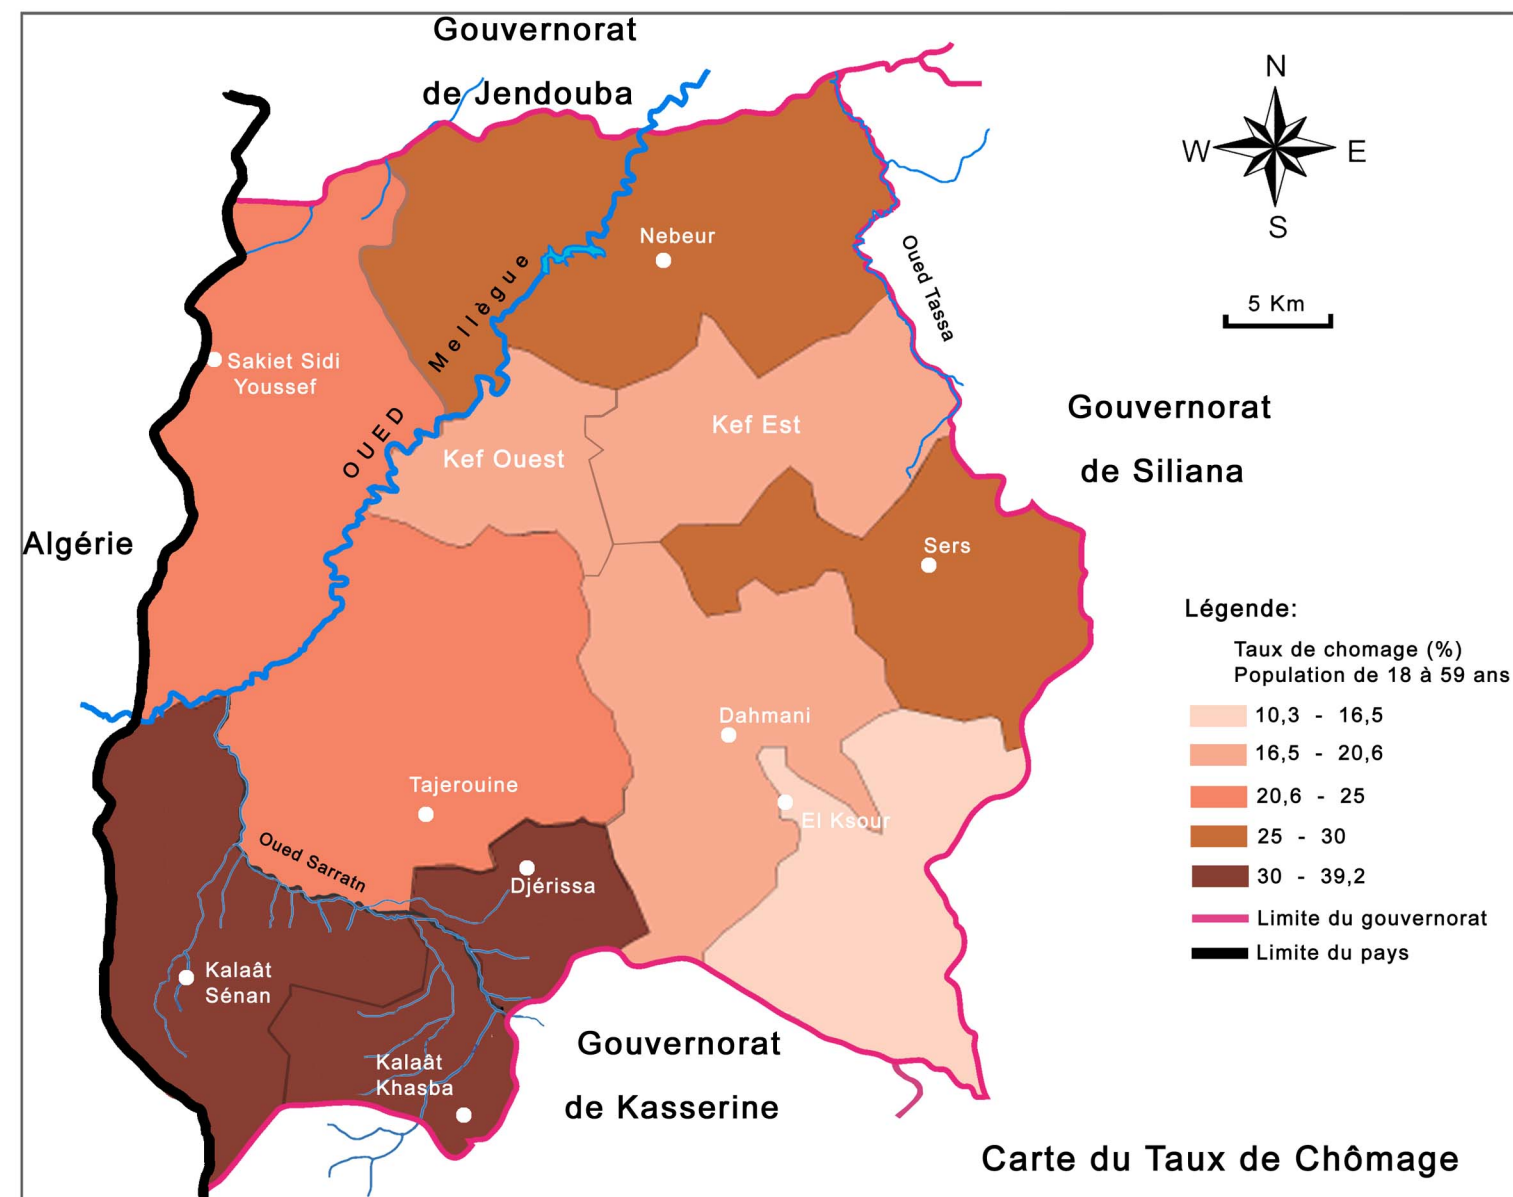 Gouvernorat
de Jendouba
N
W
E
S
Nebeur
Oued Tassa
5 Km
Mellègue
OUED
Sakiet Sidi
Youssef
Kef Est
Kef Ouest
Gouvernorat
de Siliana
Algérie
Sers
Légende:
Taux de chomage (%)
Population de 18 à 59 ans
10,3 - 16,5
16,5 - 20,6
20,6 - 25
25 - 30
30 - 39,2
Limite du gouvernorat
Limite du pays
Dahmani
Tajerouine
El Ksour
Oued Sarratn
Djérissa
Kalaât
Sénan
Kalaât
Khasba
Gouvernorat
de Kasserine
Carte du Taux de Chômage